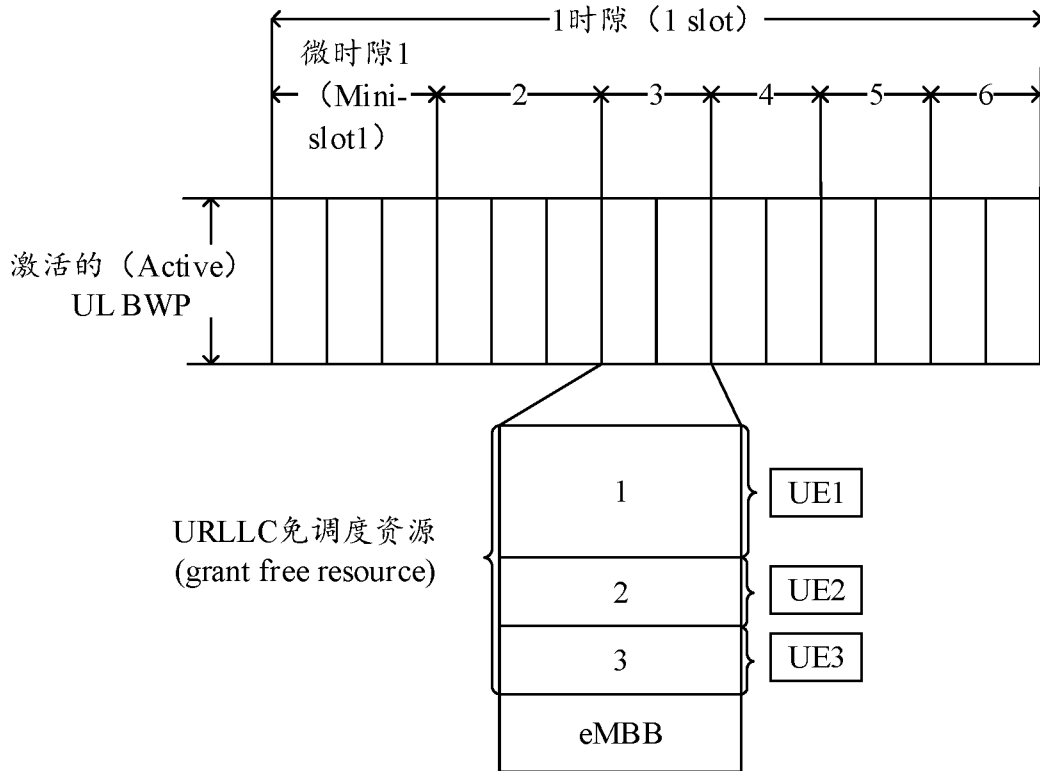 1时隙（1 slot）
微时隙1
（Mini-
slot1）
2
3
4
5
6
激活的（Active）
UL BWP
URLLC免调度资源
(grant free resource)
1
UE1
2
UE2
3
UE3
eMBB